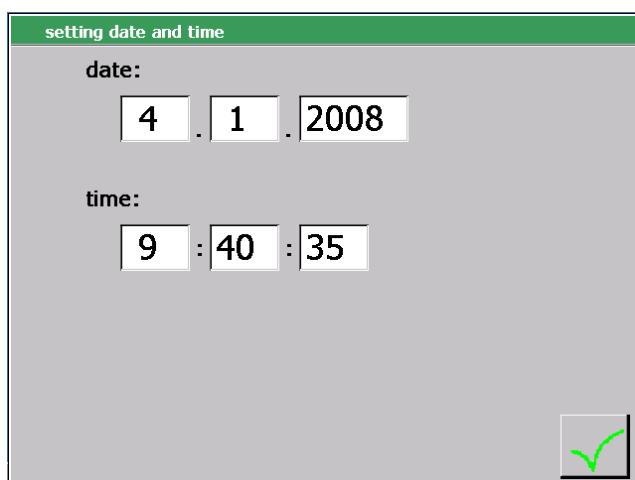 setting date and time
date:
4 . 1 . 2008
time:
9 : 40 : 35